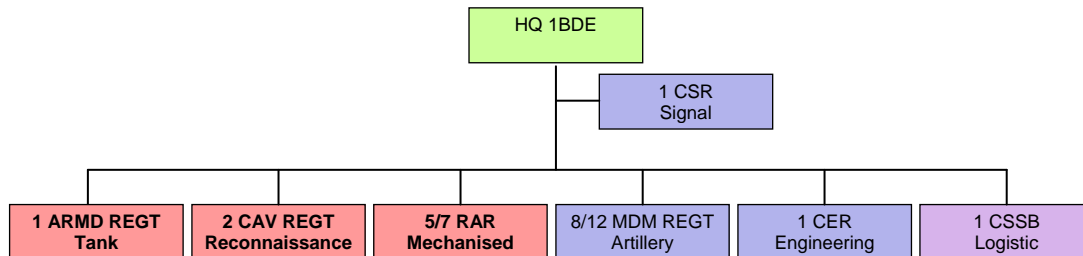 HQ 1BDE
1 CSR
Signal
1 ARMD REGT
Tank
2 CAV REGT
Reconnaissance
5/7 RAR
Mechanised
8/12 MDM REGT
Artillery
1 CER
Engineering
1 CSSB
Logistic